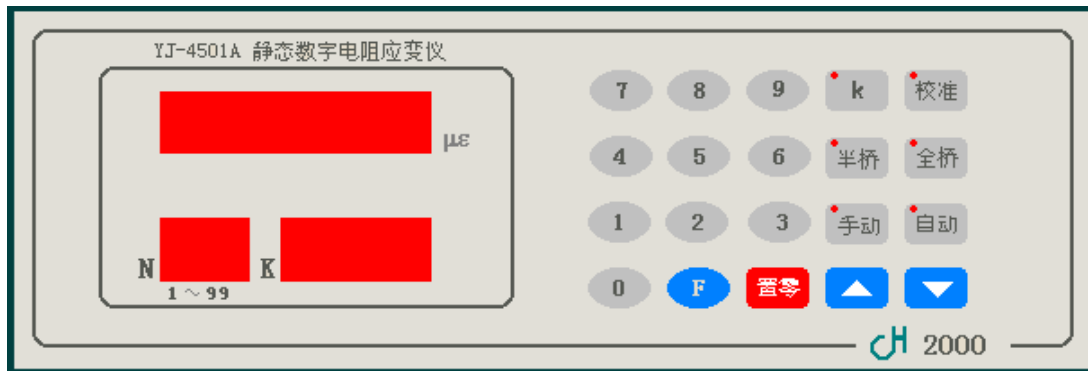 YJ-4501A 静态数字电阻应变仪
με
N
K
1～99
7 8 9 k 校准
4 5 6 半桥 全桥
1 2 3 手动 自动
0 F 置零
CH 2000